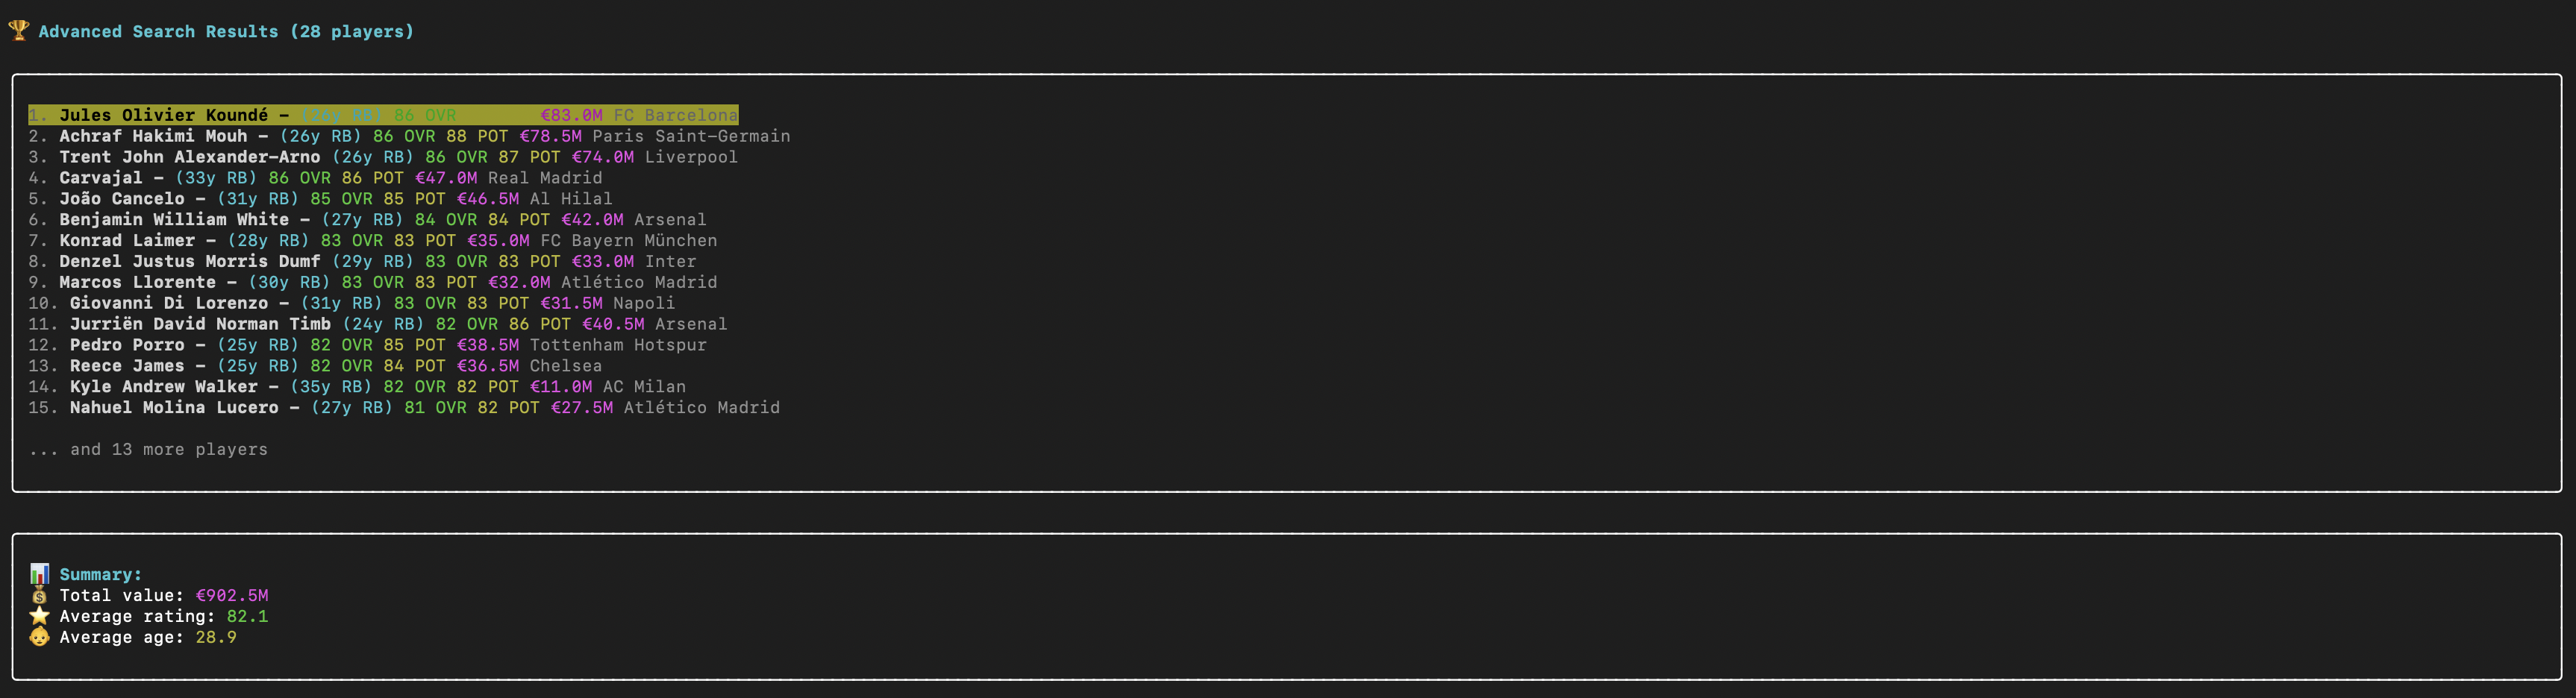 Advanced Search Results (28 players)
1. Jules Olivier Koundé – (26y RB) 86 OVR €83.0M FC Barcelona
2. Achraf Hakimi Mouh – (26y RB) 86 OVR 88 POT €78.5M Paris Saint-Germain
3. Trent John Alexander-Arno (26y RB) 86 OVR 87 POT €74.0M Liverpool
4. Carvajal – (33y RB) 86 OVR 86 POT €47.0M Real Madrid
5. João Cancelo – (31y RB) 85 OVR 85 POT €46.5M Al Hilal
6. Benjamin William White – (27y RB) 84 OVR 84 POT €42.0M Arsenal
7. Konrad Laimer – (28y RB) 83 OVR 83 POT €35.0M FC Bayern München
8. Denzel Justus Morris Dumf (29y RB) 83 OVR 83 POT €33.0M Inter
9. Marcos Llorente – (30y RB) 83 OVR 83 POT €32.0M Atlético Madrid
10. Giovanni Di Lorenzo – (31y RB) 83 OVR 83 POT €31.5M Napoli
11. Jurriën David Norman Timb (24y RB) 82 OVR 86 POT €40.5M Arsenal
12. Pedro Porro – (25y RB) 82 OVR 85 POT €38.5M Tottenham Hotspur
13. Reece James – (25y RB) 82 OVR 84 POT €36.5M Chelsea
14. Kyle Andrew Walker – (35y RB) 82 OVR 82 POT €11.0M AC Milan
15. Nahuel Molina Lucero – (27y RB) 81 OVR 82 POT €27.5M Atlético Madrid
... and 13 more players
Summary:
Total value: €902.5M
Average rating: 82.1
Average age: 28.9